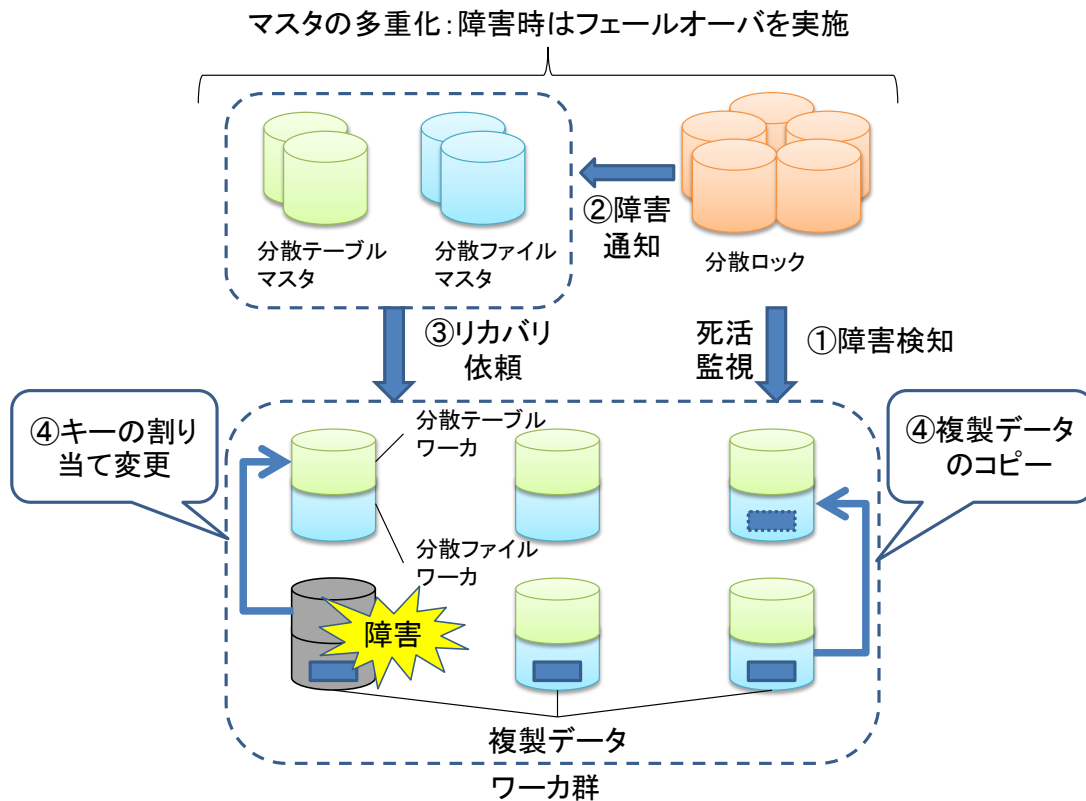 マスタの多重化：障害時はフェールオーバを実施
分散テーブル
マスタ
分散ファイル
マスタ
②障害
通知
分散ロック
③リカバリ
依頼
死活
監視
①障害検知
④キーの割り
当て変更
分散テーブル
ワーカ
④複製データ
のコピー
分散ファイル
ワーカ
障害
複製データ
ワーカ群